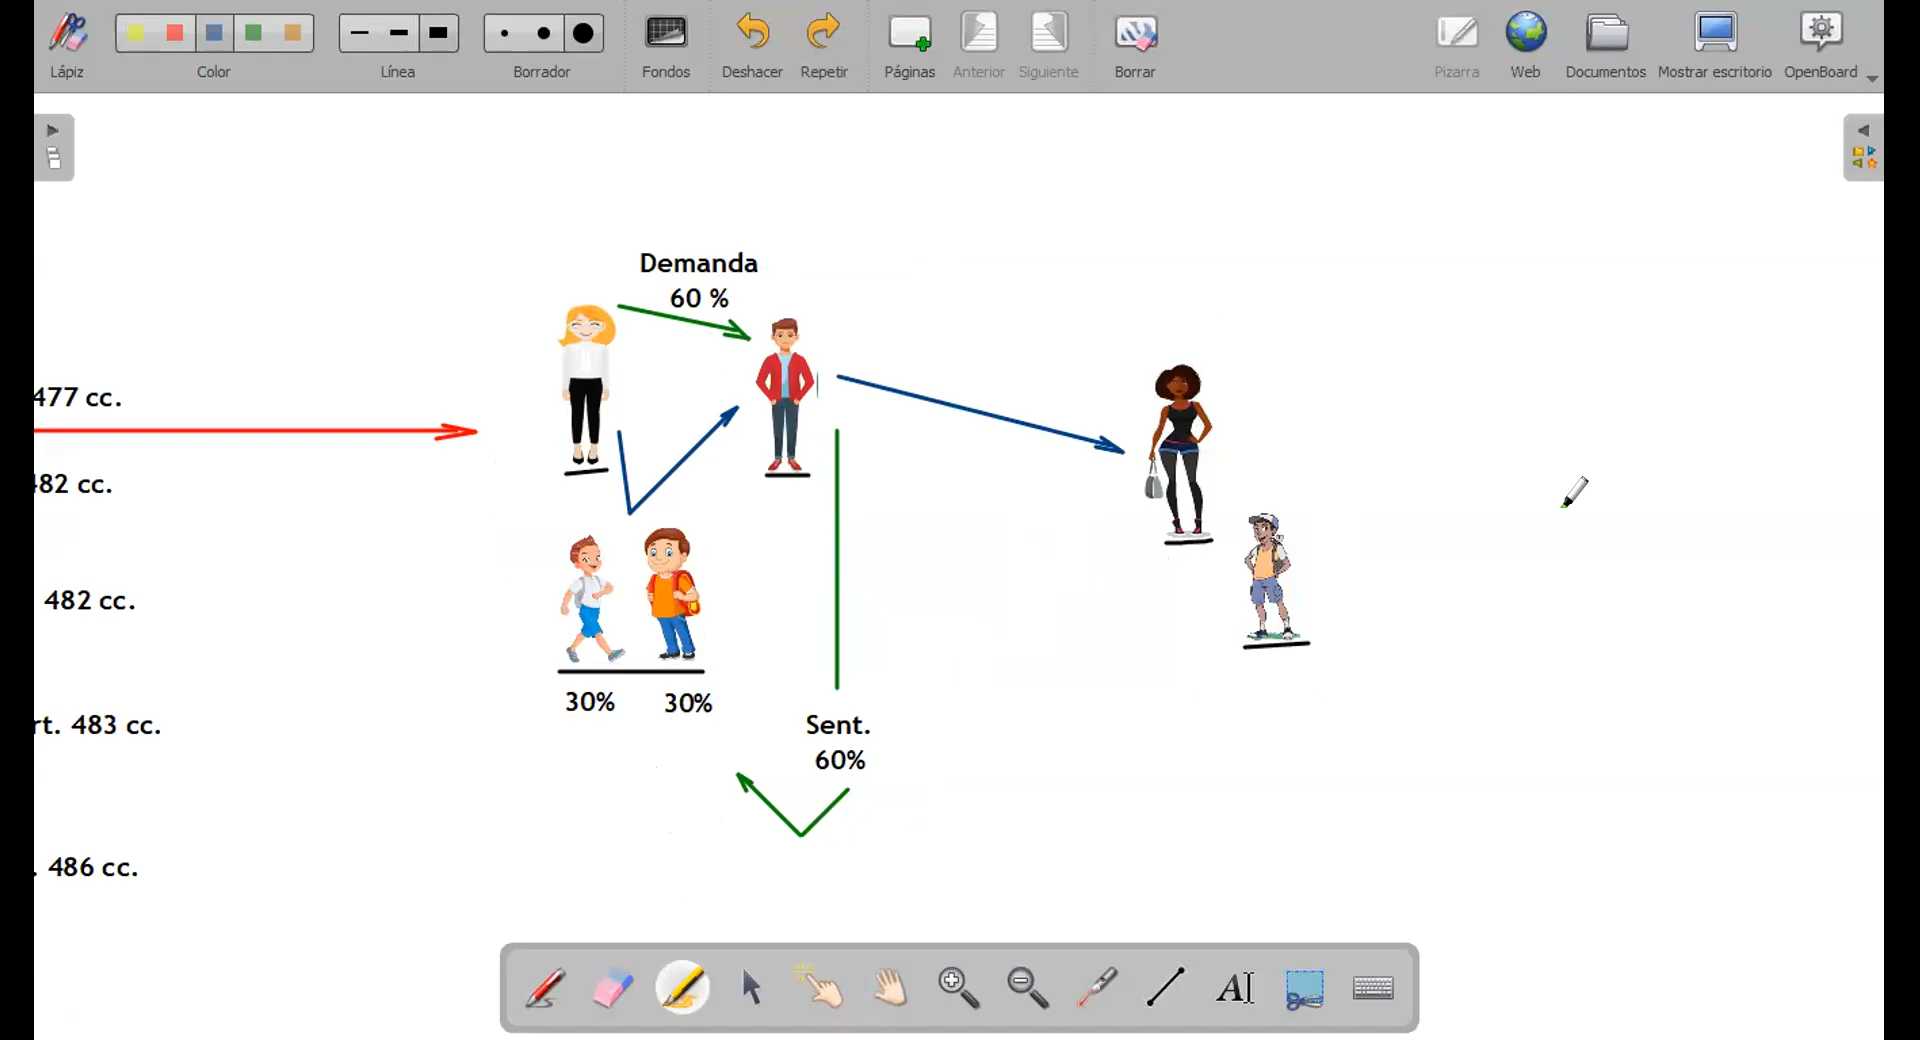 Lápiz
Color
Línea
Borrador
Fondos
Deshacer
Repetir
Páginas
Anterior
Siguiente
Borrar
Pizarra
Web
Documentos
Mostrar escritorio
OpenBoard
Demanda
60 %
477 cc.
482 cc.
482 cc.
30%
30%
rt. 483 cc.
Sent.
60%
. 486 cc.
A